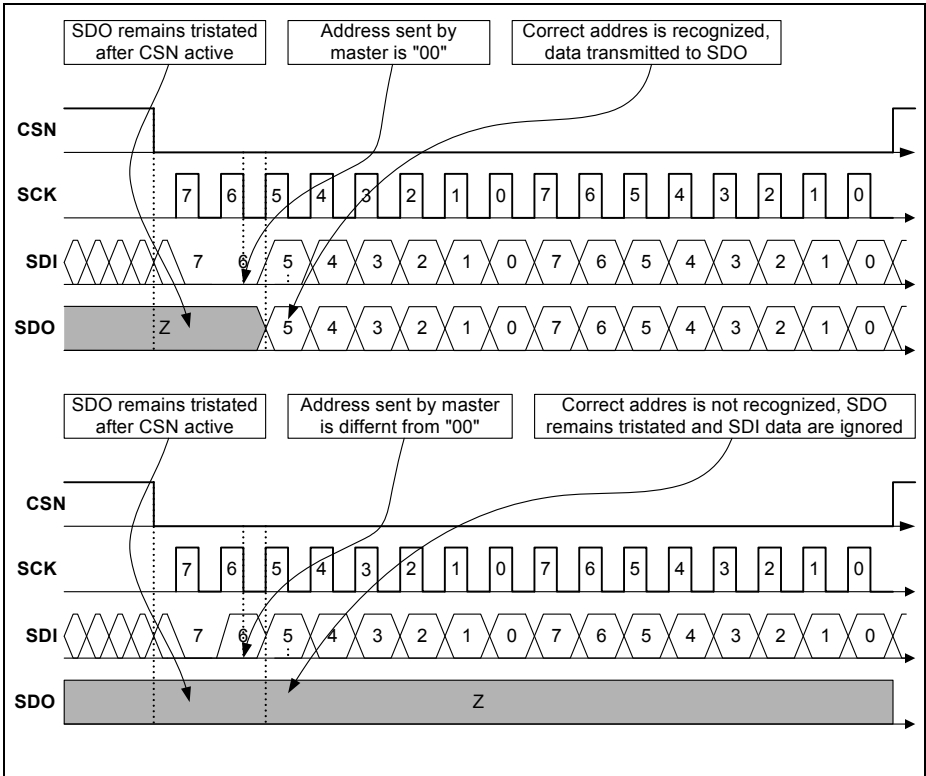 SDO remains tristated
after CSN active
Address sent by
master is "00"
Correct addres is recognized,
data transmitted to SDO
CSN
SCK 7 6 5 4 3 2 1 0 7 6 5 4 3 2 1 0
SDI 7 6 5 4 3 2 1 0 7 6 5 4 3 2 1 0
SDO Z 5 4 3 2 1 0 7 6 5 4 3 2 1 0
SDO remains tristated
after CSN active
Address sent by master
is differnt from "00"
Correct addres is not recognized, SDO
remains tristated and SDI data are ignored
CSN
SCK 7 6 5 4 3 2 1 0 7 6 5 4 3 2 1 0
SDI 7 6 5 4 3 2 1 0 7 6 5 4 3 2 1 0
SDO Z